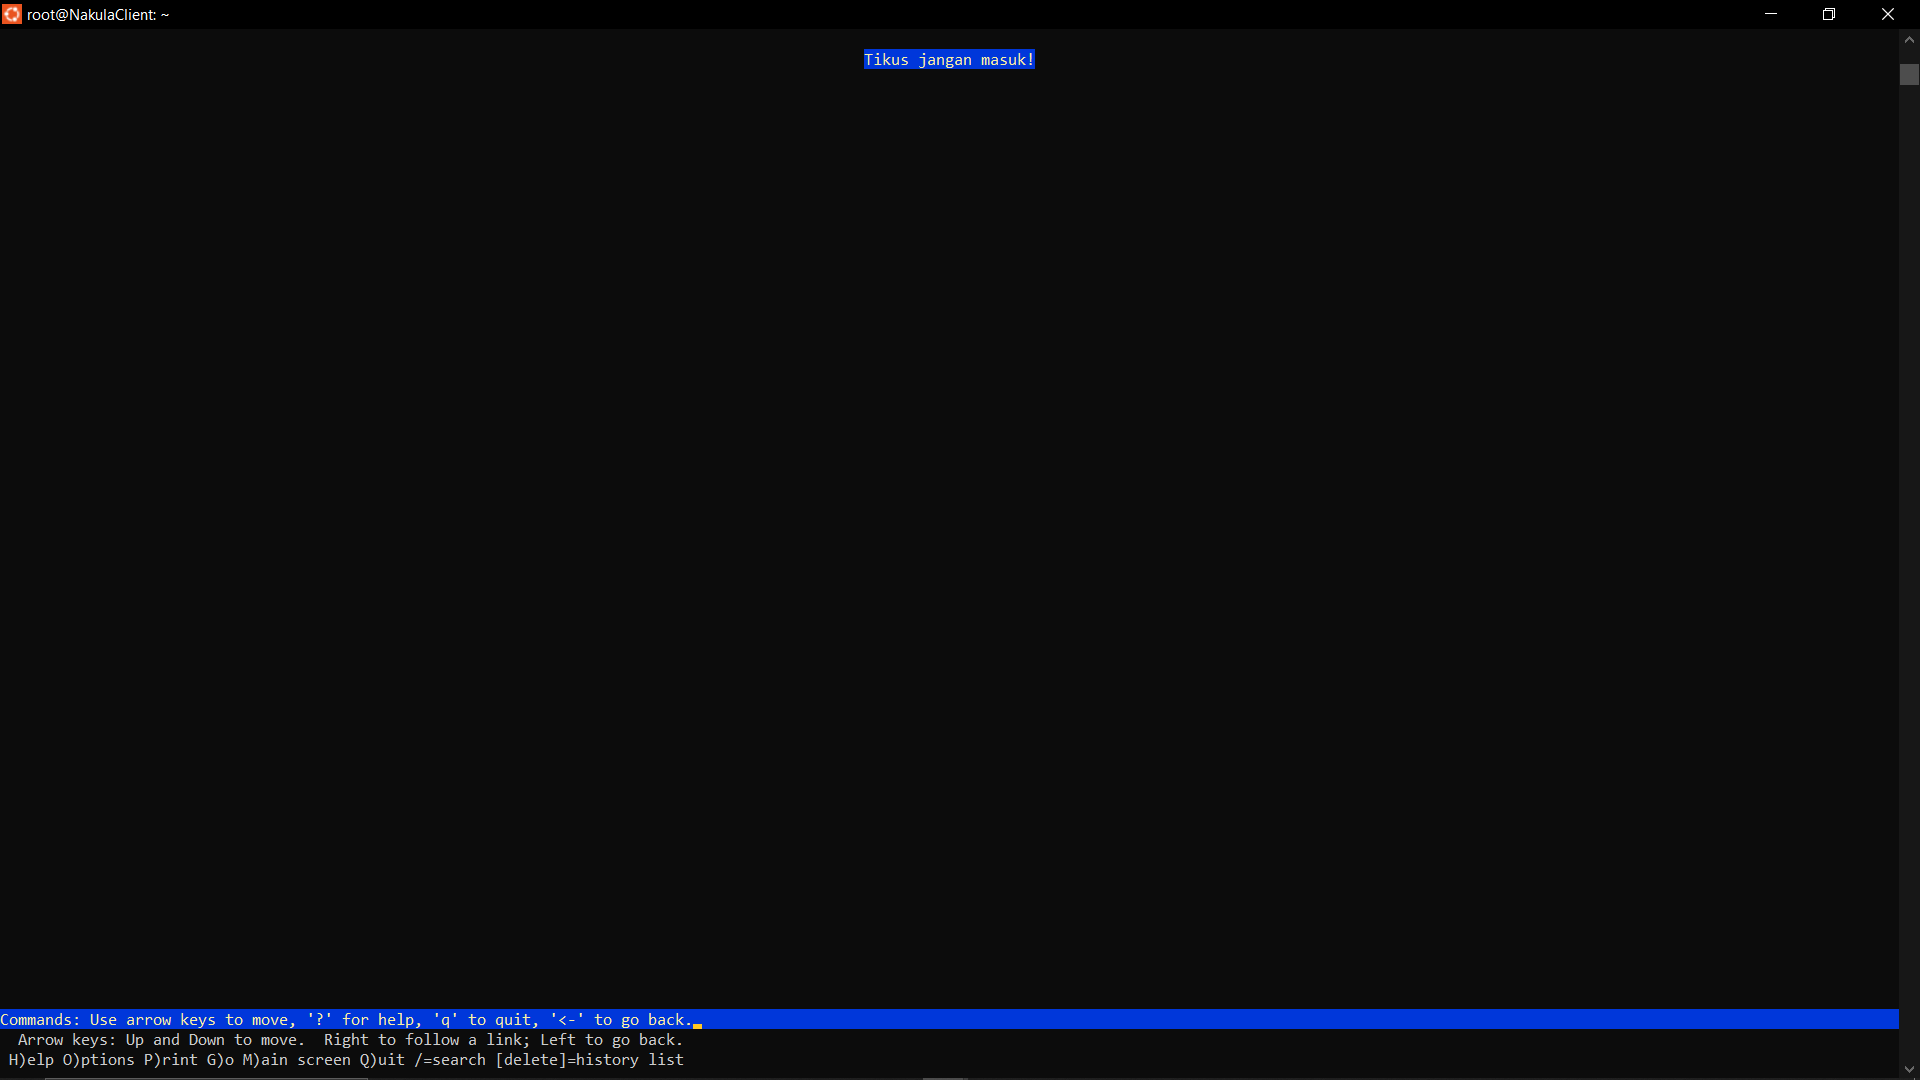 root@NakulaClient: ~
Tikus jangan masuk!
Commands: Use arrow keys to move, '?' for help, 'q' to quit, '<-' to go back.
Arrow keys: Up and Down to move.  Right to follow a link; Left to go back.
H)elp O)ptions P)rint G)o M)ain screen Q)uit /=search [delete]=history list